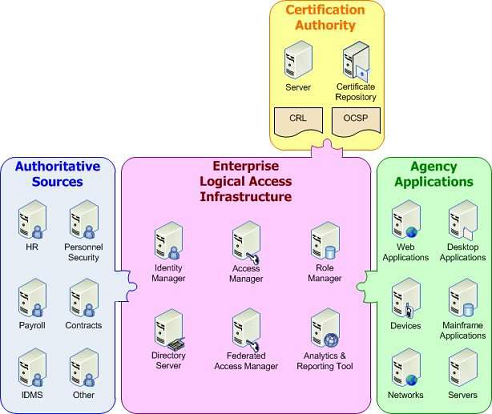 Certification
Authority
Server
Certificate
Repository
CRL
OCSP
Authoritative
Sources
HR
Personnel
Security
Payroll
Contracts
IDMS
Other
Enterprise
Logical Access
Infrastructure
Identity
Manager
Access
Manager
Role
Manager
Directory
Server
Federated
Access Manager
Analytics &
Reporting Tool
Agency
Applications
Web
Applications
Desktop
Applications
Devices
Mainframe
Applications
Networks
Servers